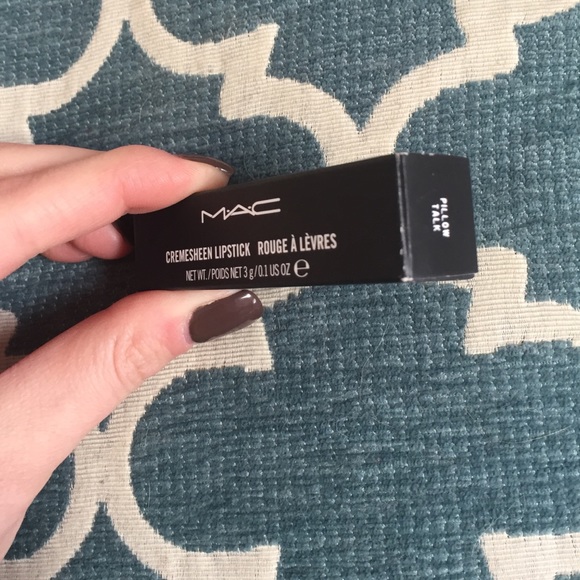 MAC
CREMESHEEN LIPSTICK ROUGE À LÈVRES
NET WT./POIDS NET 3 g/0.1 US OZ ℮
PILLOW
TALK